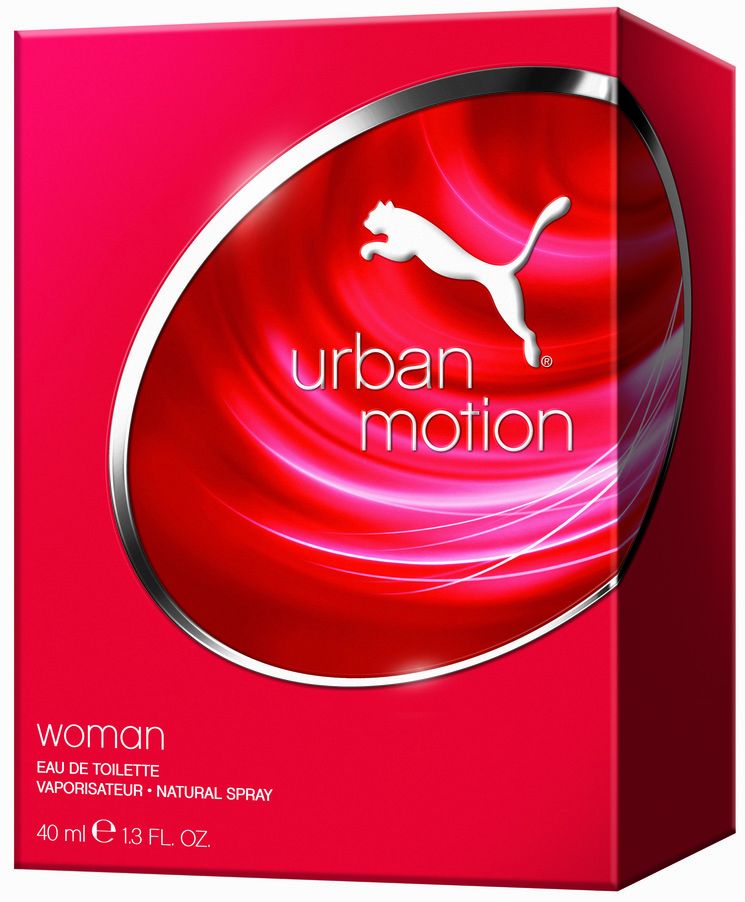 urban
motion
®
woman
EAU DE TOILETTE
VAPORISATEUR • NATURAL SPRAY
40 ml ℮ 1.3 FL. OZ.